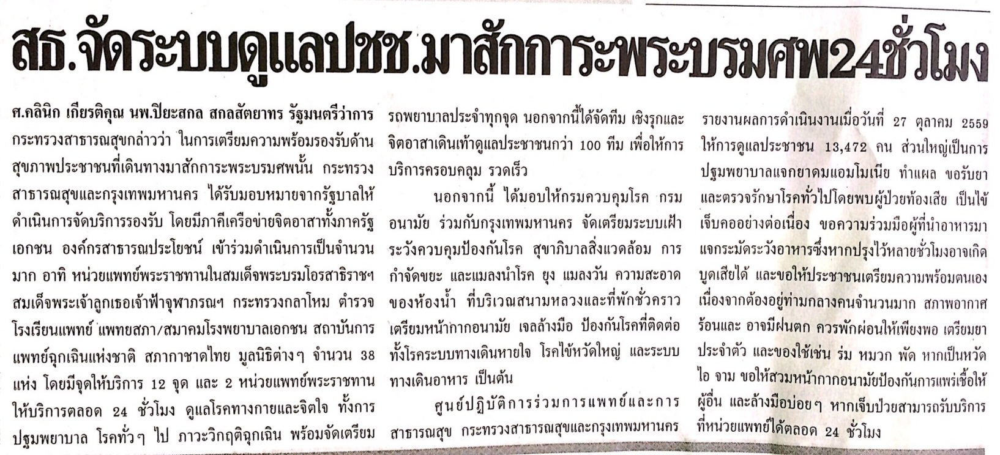 สธ.จัดระบบดูแลปชช.มาสักการะพระบรมศพ24ชั่วโมง
ศ.คลินิก เกียรติคุณ นพ.ปิยะสกล สกลสัตยาทร รัฐมนตรีว่าการ
กระทรวงสาธารณสุขกล่าวว่า ในการเตรียมความพร้อมรองรับด้าน
สุขภาพประชาชนที่เดินทางมาสักการะพระบรมศพนั้น กระทรวง
สาธารณสุขและกรุงเทพมหานคร ได้รับมอบหมายจากรัฐบาลให้
ดำเนินการจัดบริการรองรับ โดยมีภาคีเครือข่ายจิตอาสาทั้งภาครัฐ
เอกชน องค์กรสาธารณประโยชน์ เข้าร่วมดำเนินการเป็นจำนวน
มาก อาทิ หน่วยแพทย์พระราชทานในสมเด็จพระบรมโอรสาธิราชฯ
สมเด็จพระเจ้าลูกเธอเจ้าฟ้าจุฬาภรณฯ กระทรวงกลาโหม ตำรวจ
โรงเรียนแพทย์ แพทยสภา/สมาคมโรงพยาบาลเอกชน สถาบันการ
แพทย์ฉุกเฉินแห่งชาติ สภากาชาดไทย มูลนิธิต่างๆ จำนวน 38
แห่ง โดยมีจุดให้บริการ 12 จุด และ 2 หน่วยแพทย์พระราชทาน
ให้บริการตลอด 24 ชั่วโมง ดูแลโรคทางกายและจิตใจ ทั้งการ
ปฐมพยาบาล โรคทั่วๆ ไป ภาวะวิกฤติฉุกเฉิน พร้อมจัดเตรียม
รถพยาบาลประจำทุกจุด นอกจากนี้ได้จัดทีม เชิงรุกและ
จิตอาสาเดินเท้าดูแลประชาชนกว่า 100 ทีม เพื่อให้การ
บริการครอบคลุม รวดเร็ว
นอกจากนี้ ได้มอบให้กรมควบคุมโรค กรม
อนามัย ร่วมกับกรุงเทพมหานคร จัดเตรียมระบบเฝ้า
ระวังควบคุมป้องกันโรค สุขาภิบาลสิ่งแวดล้อม การ
กำจัดขยะ และแมลงนำโรค ยุง แมลงวัน ความสะอาด
ของห้องน้ำ ที่บริเวณสนามหลวงและที่พักชั่วคราว
เตรียมหน้ากากอนามัย เจลล้างมือ ป้องกันโรคที่ติดต่อ
ทั้งโรคระบบทางเดินหายใจ โรคไข้หวัดใหญ่ และระบบ
ทางเดินอาหาร เป็นต้น
ศูนย์ปฏิบัติการร่วมการแพทย์และการ
สาธารณสุข กระทรวงสาธารณสุขและกรุงเทพมหานคร
รายงานผลการดำเนินงานเมื่อวันที่ 27 ตุลาคม 2559
ให้การดูแลประชาชน 13,472 คน ส่วนใหญ่เป็นการ
ปฐมพยาบาลแจกยาดมแอมโมเนีย ทำแผล ขอรับยา
และตรวจรักษาโรคทั่วไปโดยพบผู้ป่วยท้องเสีย เป็นไข้
เจ็บคออย่างต่อเนื่อง ขอความร่วมมือผู้ที่นำอาหารมา
แจกระมัดระวังอาหารซึ่งหากปรุงไว้หลายชั่วโมงอาจเกิด
บูดเสียได้ และขอให้ประชาชนเตรียมความพร้อมตนเอง
เนื่องจากต้องอยู่ท่ามกลางคนจำนวนมาก สภาพอากาศ
ร้อนและ อาจมีฝนตก ควรพักผ่อนให้เพียงพอ เตรียมยา
ประจำตัว และของใช้เช่น ร่ม หมวก พัด หากเป็นหวัด
ไอ จาม ขอให้สวมหน้ากากอนามัยป้องกันการแพร่เชื้อให้
ผู้อื่น และล้างมือบ่อยๆ หากเจ็บป่วยสามารถรับบริการ
ที่หน่วยแพทย์ได้ตลอด 24 ชั่วโมง